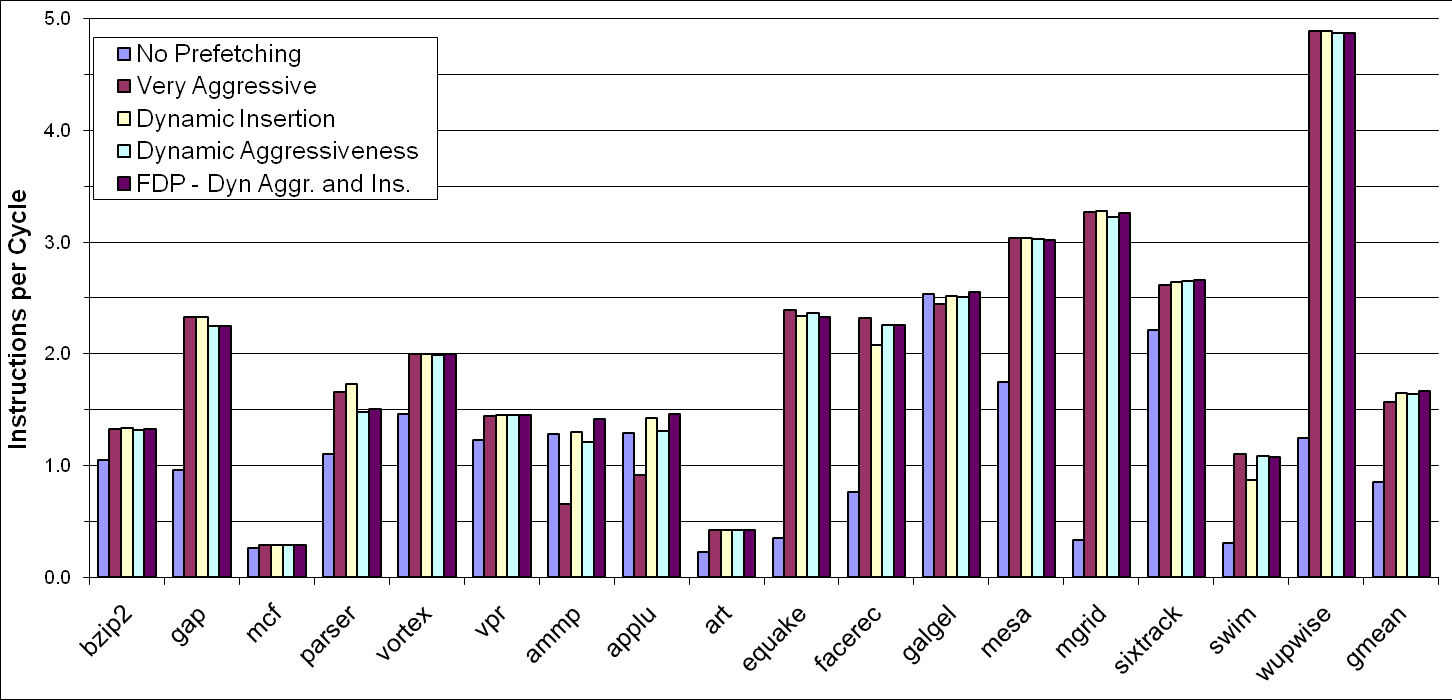 5.0
4.0
3.0
2.0
1.0
0.0
Instructions per Cycle
No Prefetching
Very Aggressive
Dynamic Insertion
Dynamic Aggressiveness
FDP - Dyn Aggr. and Ins.
bzip2
gap
mcf
parser
vortex
vpr
ammp
applu
art
equake
facerec
galgel
mesa
mgrid
sixtrack
swim
wupwise
gmean